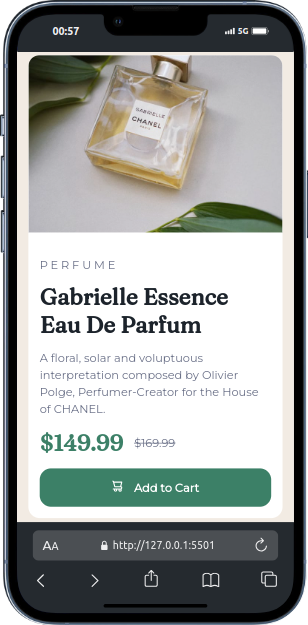 00:57
5G
GABRIELLE
CHANEL
PARIS
PERFUME
Gabrielle Essence
Eau De Parfum
A floral, solar and voluptuous
interpretation composed by Olivier
Polge, Perfumer-Creator for the House
of CHANEL.
$149.99 $169.99
Add to Cart
AA http://127.0.0.1:5501